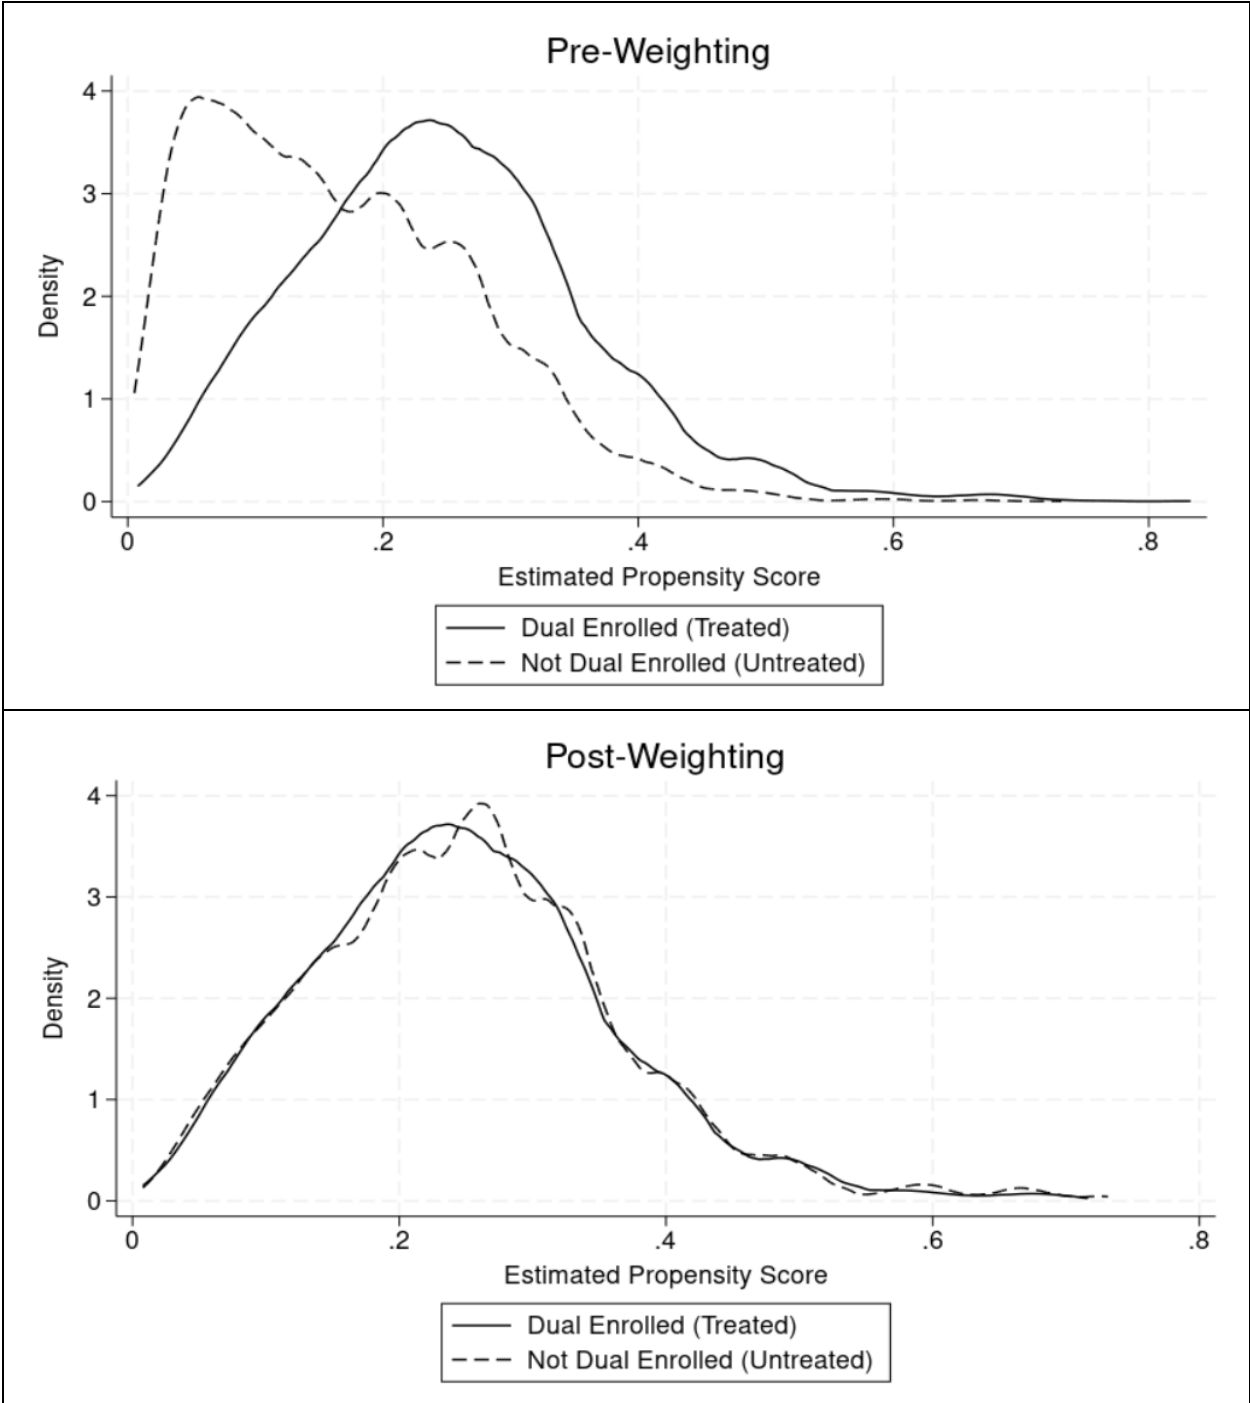 Pre-Weighting
4
3
2
1
0
Density
0 .2 .4 .6 .8
Estimated Propensity Score
Dual Enrolled (Treated)
Not Dual Enrolled (Untreated)
Post-Weighting
4
3
2
1
0
Density
0 .2 .4 .6 .8
Estimated Propensity Score
Dual Enrolled (Treated)
Not Dual Enrolled (Untreated)